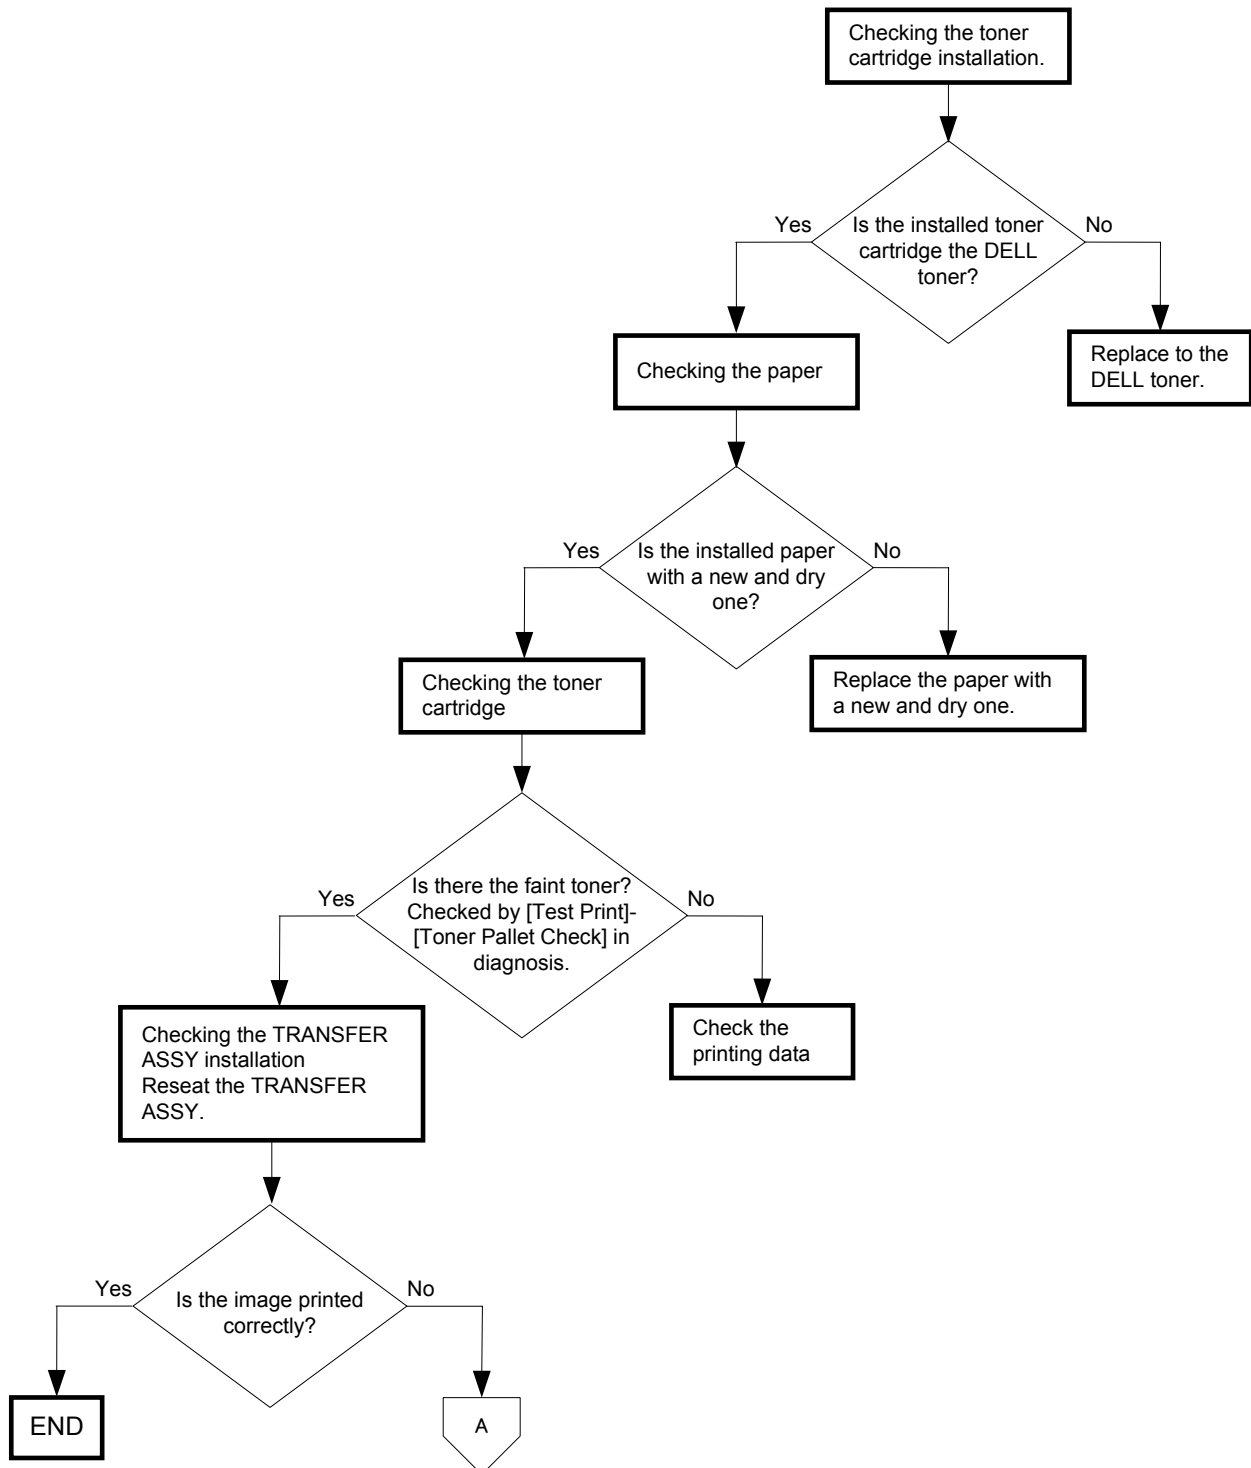 Checking the toner
cartridge installation.
Yes
Is the installed toner
cartridge the DELL
toner?
No
Checking the paper
Replace to the
DELL toner.
Yes
Is the installed paper
with a new and dry
one?
No
Checking the toner
cartridge
Replace the paper with
a new and dry one.
Yes
Is there the faint toner?
Checked by [Test Print]-
[Toner Pallet Check] in
diagnosis.
No
Checking the TRANSFER
ASSY installation
Reseat the TRANSFER
ASSY.
Check the
printing data
Yes
Is the image printed
correctly?
No
END
A